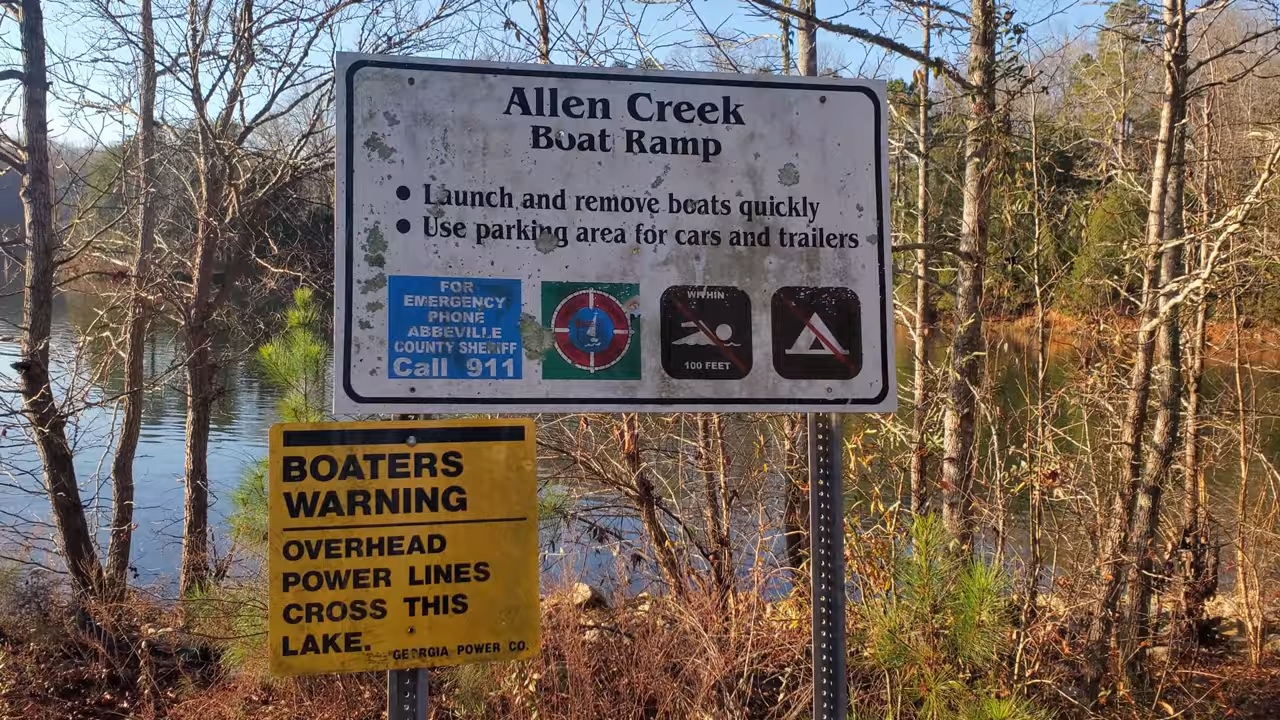 Allen Creek
Boat Ramp
• Launch and remove boats quickly
• Use parking area for cars and trailers
FOR
EMERGENCY
PHONE
ABBEVILLE
COUNTY SHERIFF
Call 911
WITHIN
100 FEET
BOATERS
WARNING
OVERHEAD
POWER LINES
CROSS THIS
LAKE.
GEORGIA POWER CO.